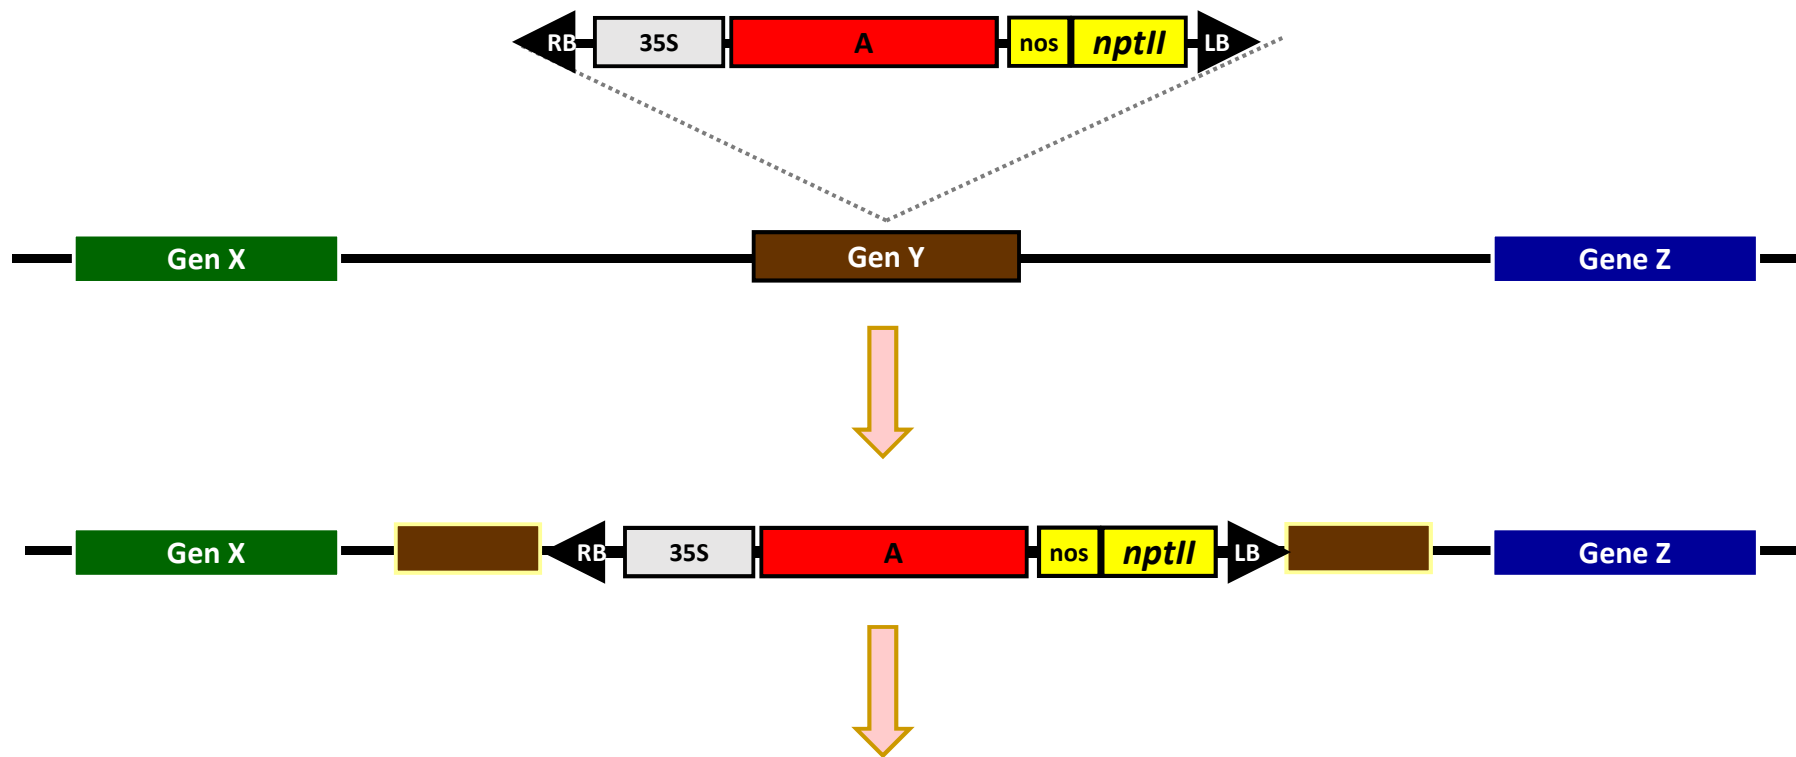 RB 35S A nos nptII LB
Gen X Gen Y Gene Z
Gen X RB 35S A nos nptII LB Gene Z